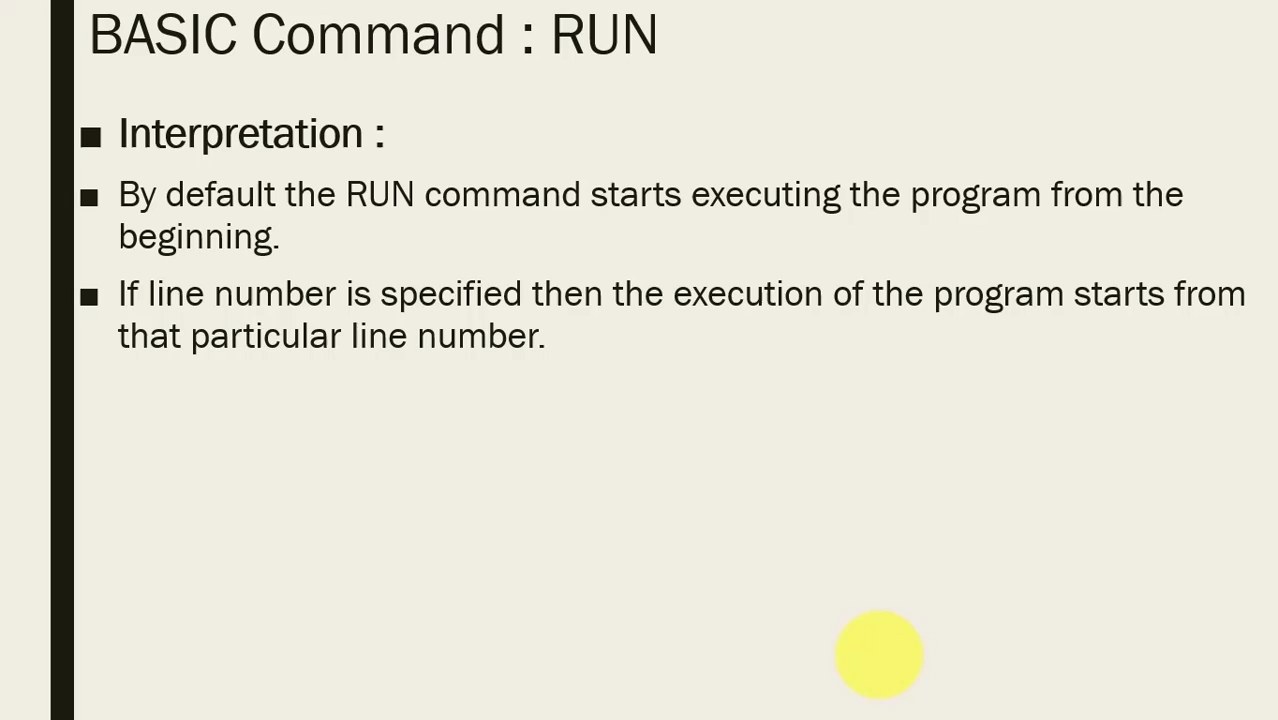 BASIC Command : RUN
■ Interpretation :
■ By default the RUN command starts executing the program from the
beginning.
■ If line number is specified then the execution of the program starts from
that particular line number.